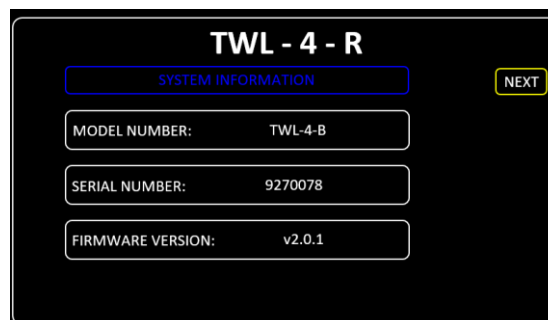 TWL - 4 - R
SYSTEM INFORMATION
NEXT
MODEL NUMBER: TWL-4-B
SERIAL NUMBER: 9270078
FIRMWARE VERSION: v2.0.1